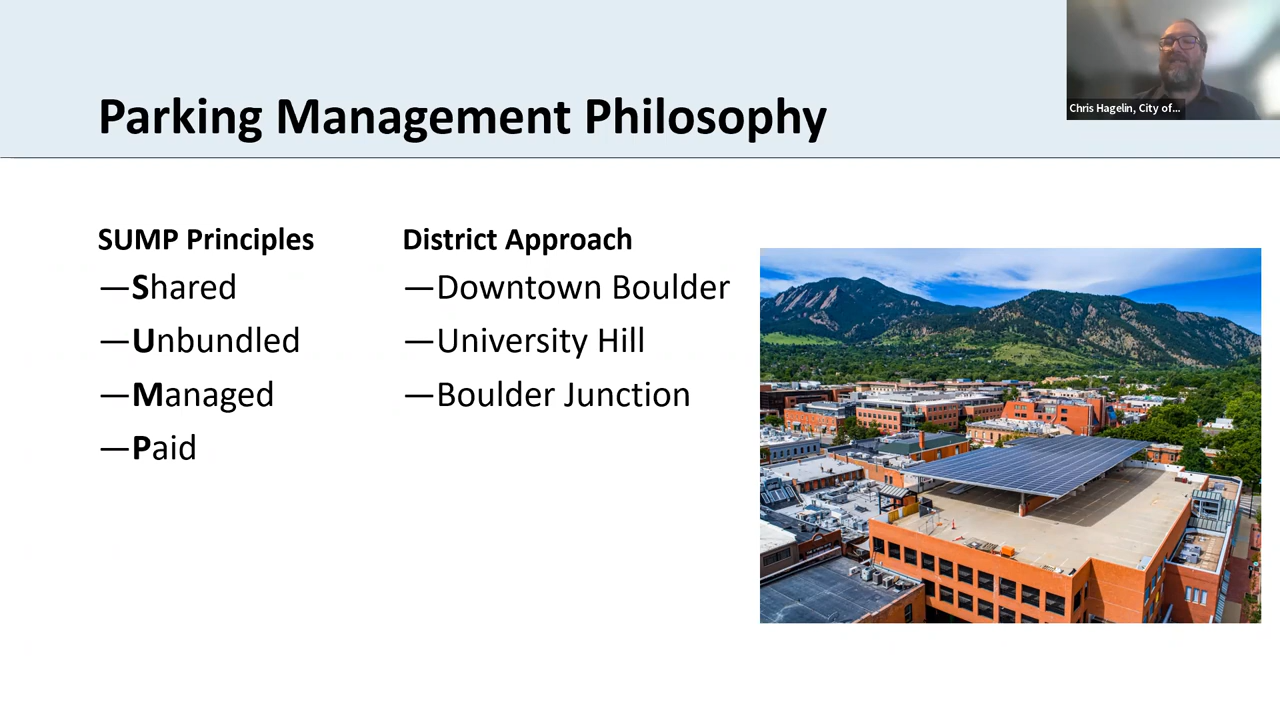 Parking Management Philosophy
Chris Hagelin, City of...
SUMP Principles
—Shared
—Unbundled
—Managed
—Paid
District Approach
—Downtown Boulder
—University Hill
—Boulder Junction